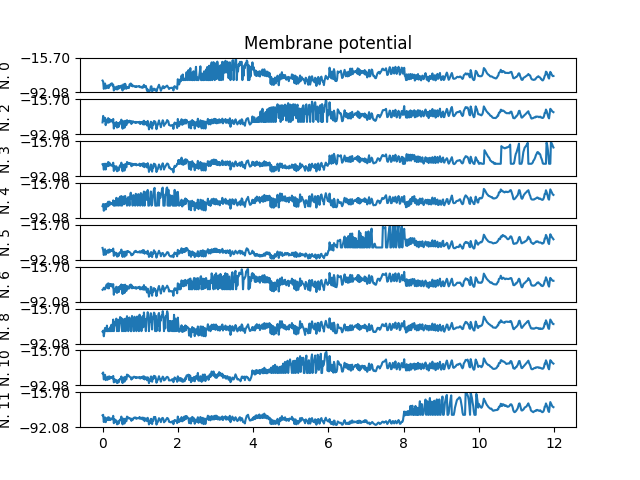 Membrane potential
−15.70
N. 0
−92.08
−15.70
N. 2
−92.08
−15.70
N. 3
−92.08
−15.70
N. 4
−92.08
−15.70
N. 5
−92.08
−15.70
N. 6
−92.08
−15.70
N. 8
−92.08
−15.70
N. 10
−92.08
−15.70
N. 11
−92.08
0 2 4 6 8 10 12